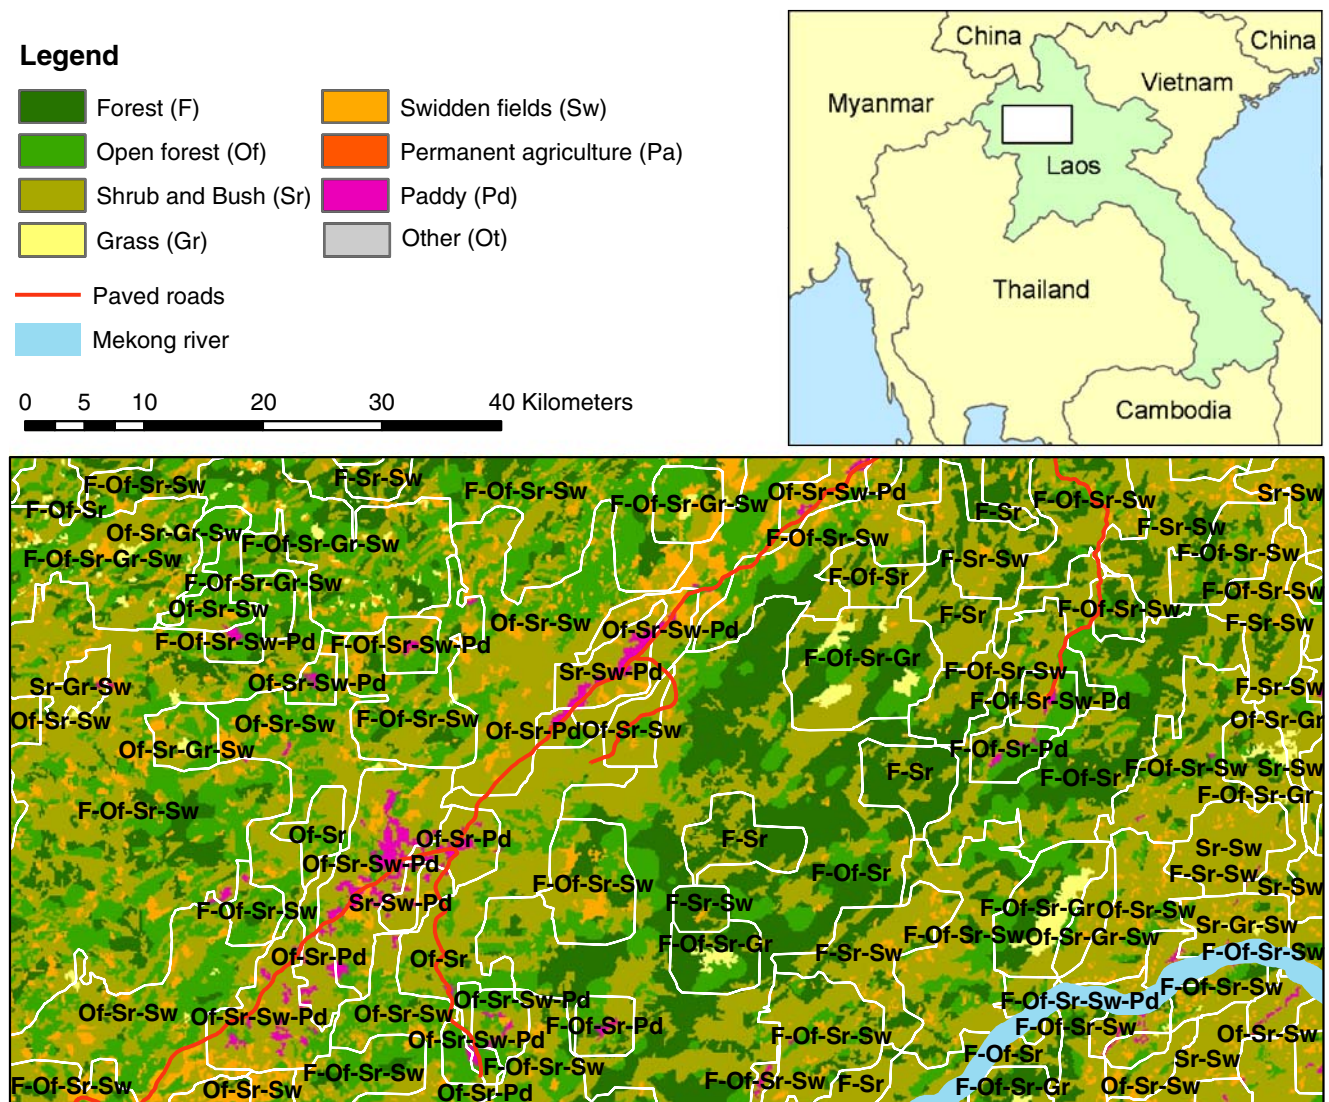 Legend
Forest (F)
Open forest (Of)
Shrub and Bush (Sr)
Grass (Gr)
Swidden fields (Sw)
Permanent agriculture (Pa)
Paddy (Pd)
Other (Ot)
Paved roads
Mekong river
0 5 10 20 30 40 Kilometers
China
China
Vietnam
Myanmar
Laos
Thailand
Cambodia
F-Of-Sr-Sw
F-Sr-Sw
F-Of-Sr-Sw
F-Of-Sr-Gr-Sw
Of-Sr-Sw-Pd
F-Of-Sr-Sw
Sr-Sw
F-Of-Sr
F-Sr
Of-Sr-Gr-Sw
F-Of-Sr-Gr-Sw
F-Of-Sr-Sw
F-Sr-Sw
F-Of-Sr-Gr-Sw
F-Sr-Sw
F-Of-Sr-Sw
F-Of-Sr-Gr-Sw
F-Of-Sr
F-Of-Sr-Sw
Of-Sr-Sw
Of-Sr-Sw
F-Sr
F-Of-Sr-Sw
F-Sr-Sw
F-Of-Sr-Sw-Pd
F-Of-Sr-Sw-Pd
Of-Sr-Sw-Pd
F-Of-Sr-Gr
Sr-Gr-Sw
Of-Sr-Sw-Pd
Sr-Sw-Pd
F-Of-Sr-Sw
F-Sr-Sw
F-Of-Sr-Sw-Pd
Of-Sr-Sw
Of-Sr-Sw
F-Of-Sr-Sw
Of-Sr-Pd
Of-Sr-Sw
Of-Sr-Gr
Of-Sr-Gr-Sw
F-Of-Sr-Pd
F-Sr
F-Of-Sr
F-Of-Sr-Sw
Sr-Sw
F-Of-Sr-Gr
F-Of-Sr-Sw
Of-Sr
Of-Sr-Pd
F-Sr
Sr-Sw
Of-Sr-Sw-Pd
F-Of-Sr-Sw
F-Of-Sr
F-Sr-Sw
Sr-Sw
F-Of-Sr-Sw
Sr-Sw-Pd
F-Sr-Sw
F-Of-Sr-Gr
Of-Sr-Sw
Sr-Gr-Sw
F-Of-Sr-Sw
Of-Sr-Gr-Sw
Of-Sr-Pd
Of-Sr
F-Of-Sr-Gr
F-Sr-Sw
F-Of-Sr-Sw
Of-Sr-Sw
Of-Sr-Sw-Pd
Of-Sr-Sw
Of-Sr-Sw-Pd
F-Of-Sr-Sw-Pd
F-Of-Sr-Sw
Of-Sr-Sw-Pd
F-Of-Sr-Pd
F-Of-Sr-Sw
F-Of-Sr-Sw
Of-Sr-Sw
F-Of-Sr
Sr-Sw
F-Of-Sr-Sw
Of-Sr-Sw
F-Of-Sr-Sw
F-Of-Sr-Sw
Of-Sr-Pd
F-Of-Sr-Sw
F-Sr
F-Of-Sr-Gr
Of-Sr-Sw